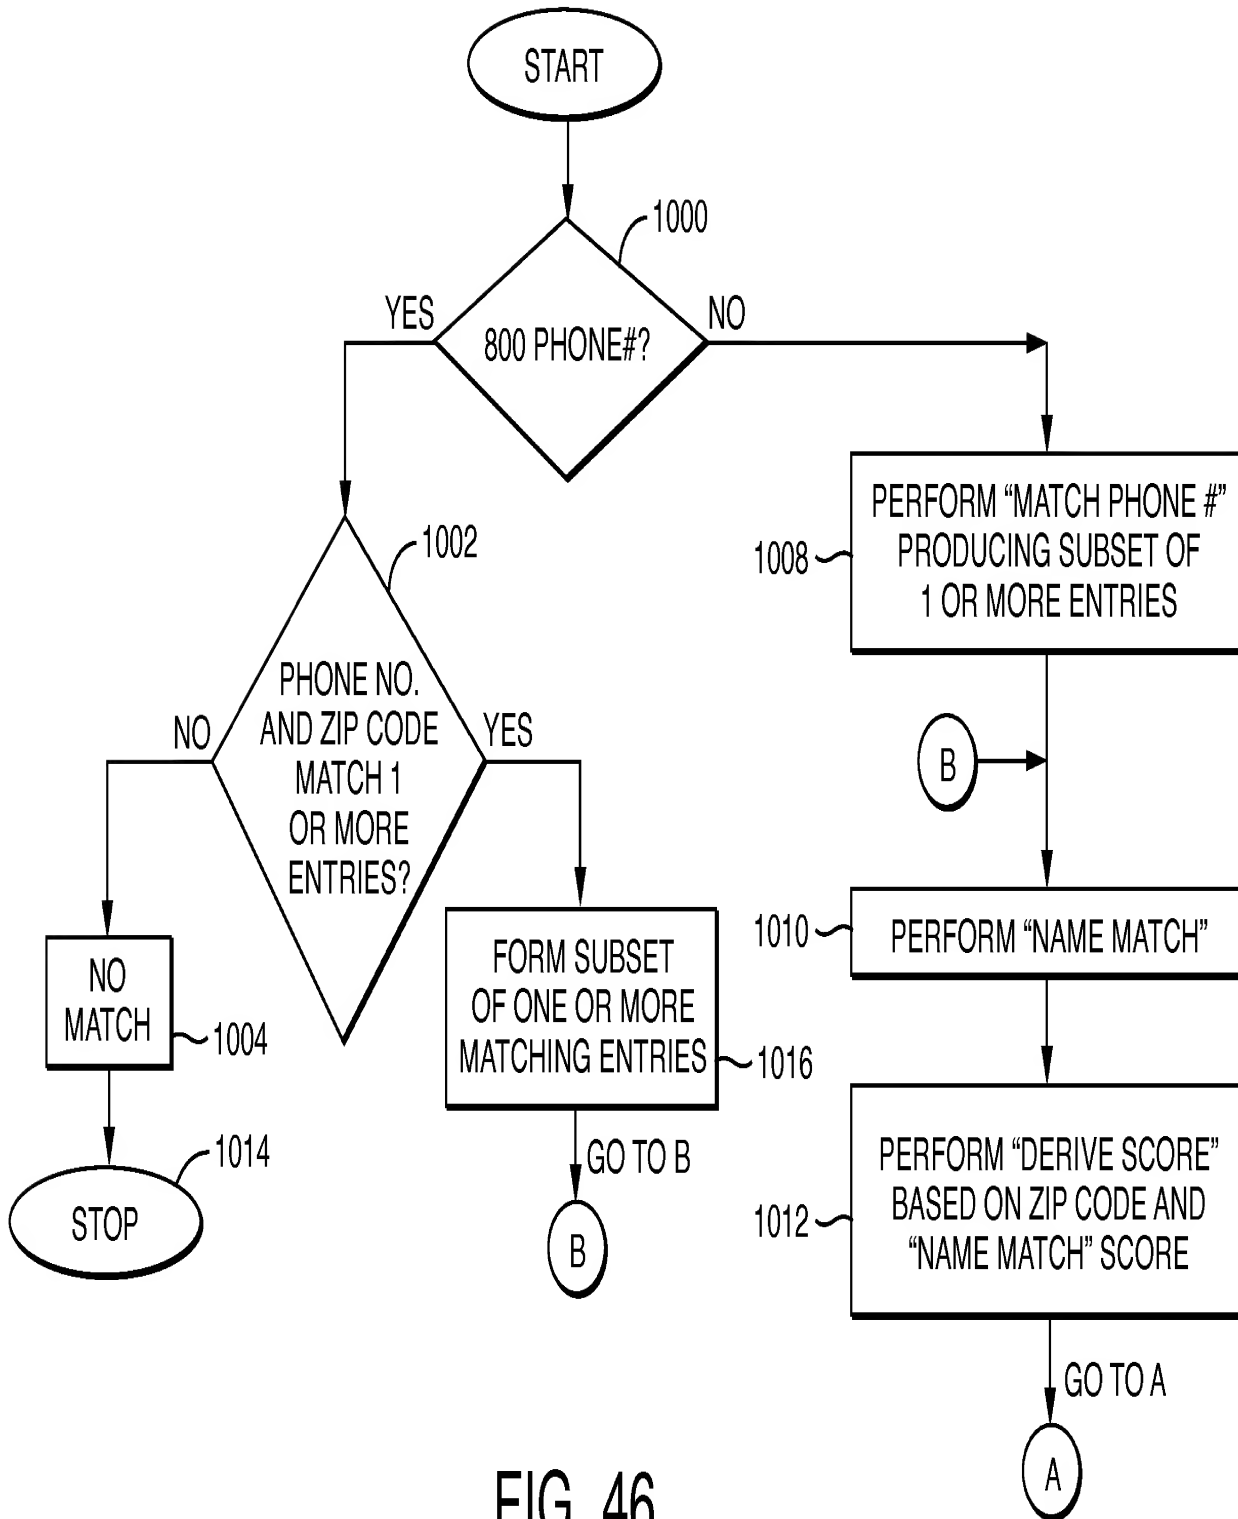 START
1000
YES
NO
800 PHONE#?
1002
PERFORM “MATCH PHONE #”
PRODUCING SUBSET OF
1 OR MORE ENTRIES
1008
PHONE NO.
AND ZIP CODE
MATCH 1
OR MORE
ENTRIES?
NO
YES
B
1010
PERFORM “NAME MATCH”
NO
MATCH
1004
FORM SUBSET
OF ONE OR MORE
MATCHING ENTRIES
1016
1014
STOP
GO TO B
B
PERFORM “DERIVE SCORE”
BASED ON ZIP CODE AND
“NAME MATCH” SCORE
1012
GO TO A
A
FIG. 46